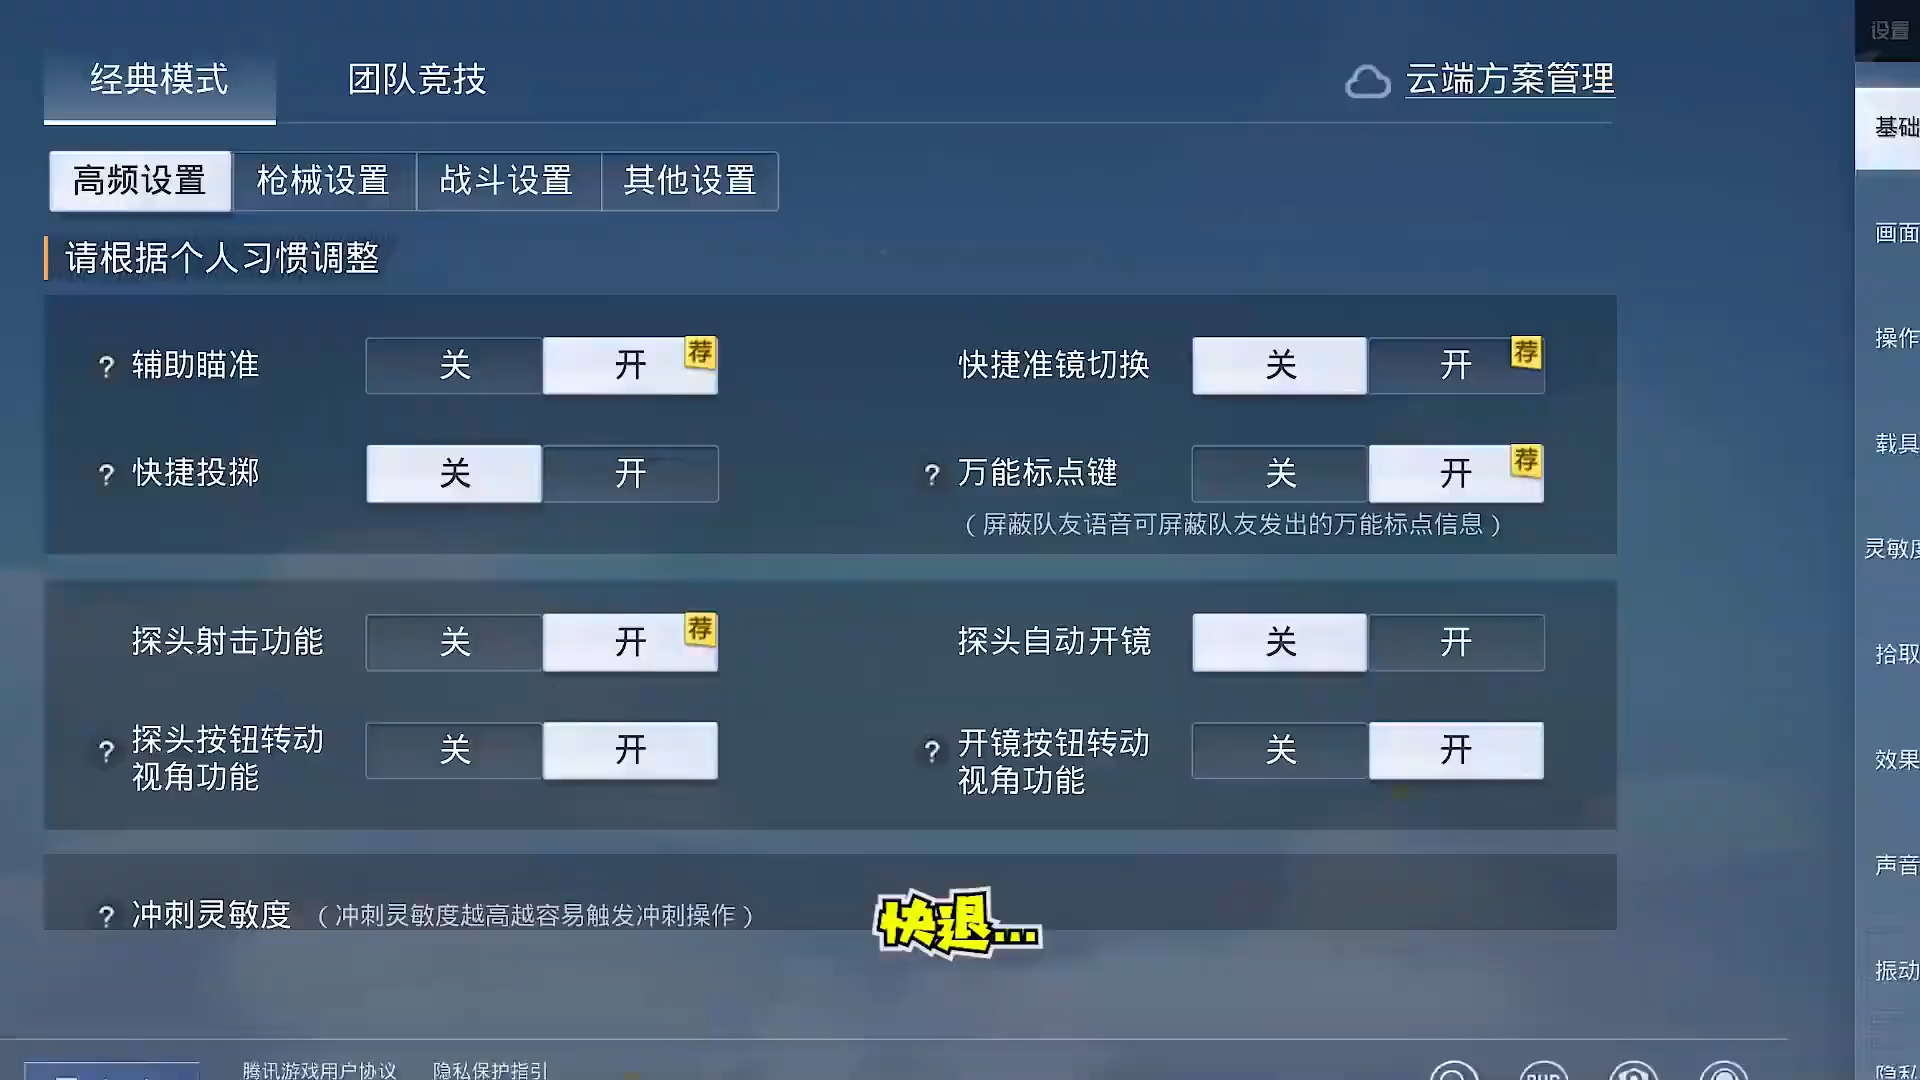 设置
经典模式
团队竞技
云端方案管理
高频设置
枪械设置
战斗设置
其他设置
请根据个人习惯调整
? 辅助瞄准
关
开
荐
快捷准镜切换
关
开
荐
? 快捷投掷
关
开
? 万能标点键
关
开
荐
（屏蔽队友语音可屏蔽队友发出的万能标点信息）
探头射击功能
关
开
荐
探头自动开镜
关
开
? 探头按钮转动
视角功能
关
开
? 开镜按钮转动
视角功能
关
开
? 冲刺灵敏度
（冲刺灵敏度越高越容易触发冲刺操作）
快退...
基础
画面
操作
载具
灵敏度
拾取
效果
声音
振动
隐私
腾讯游戏用户协议
隐私保护指引